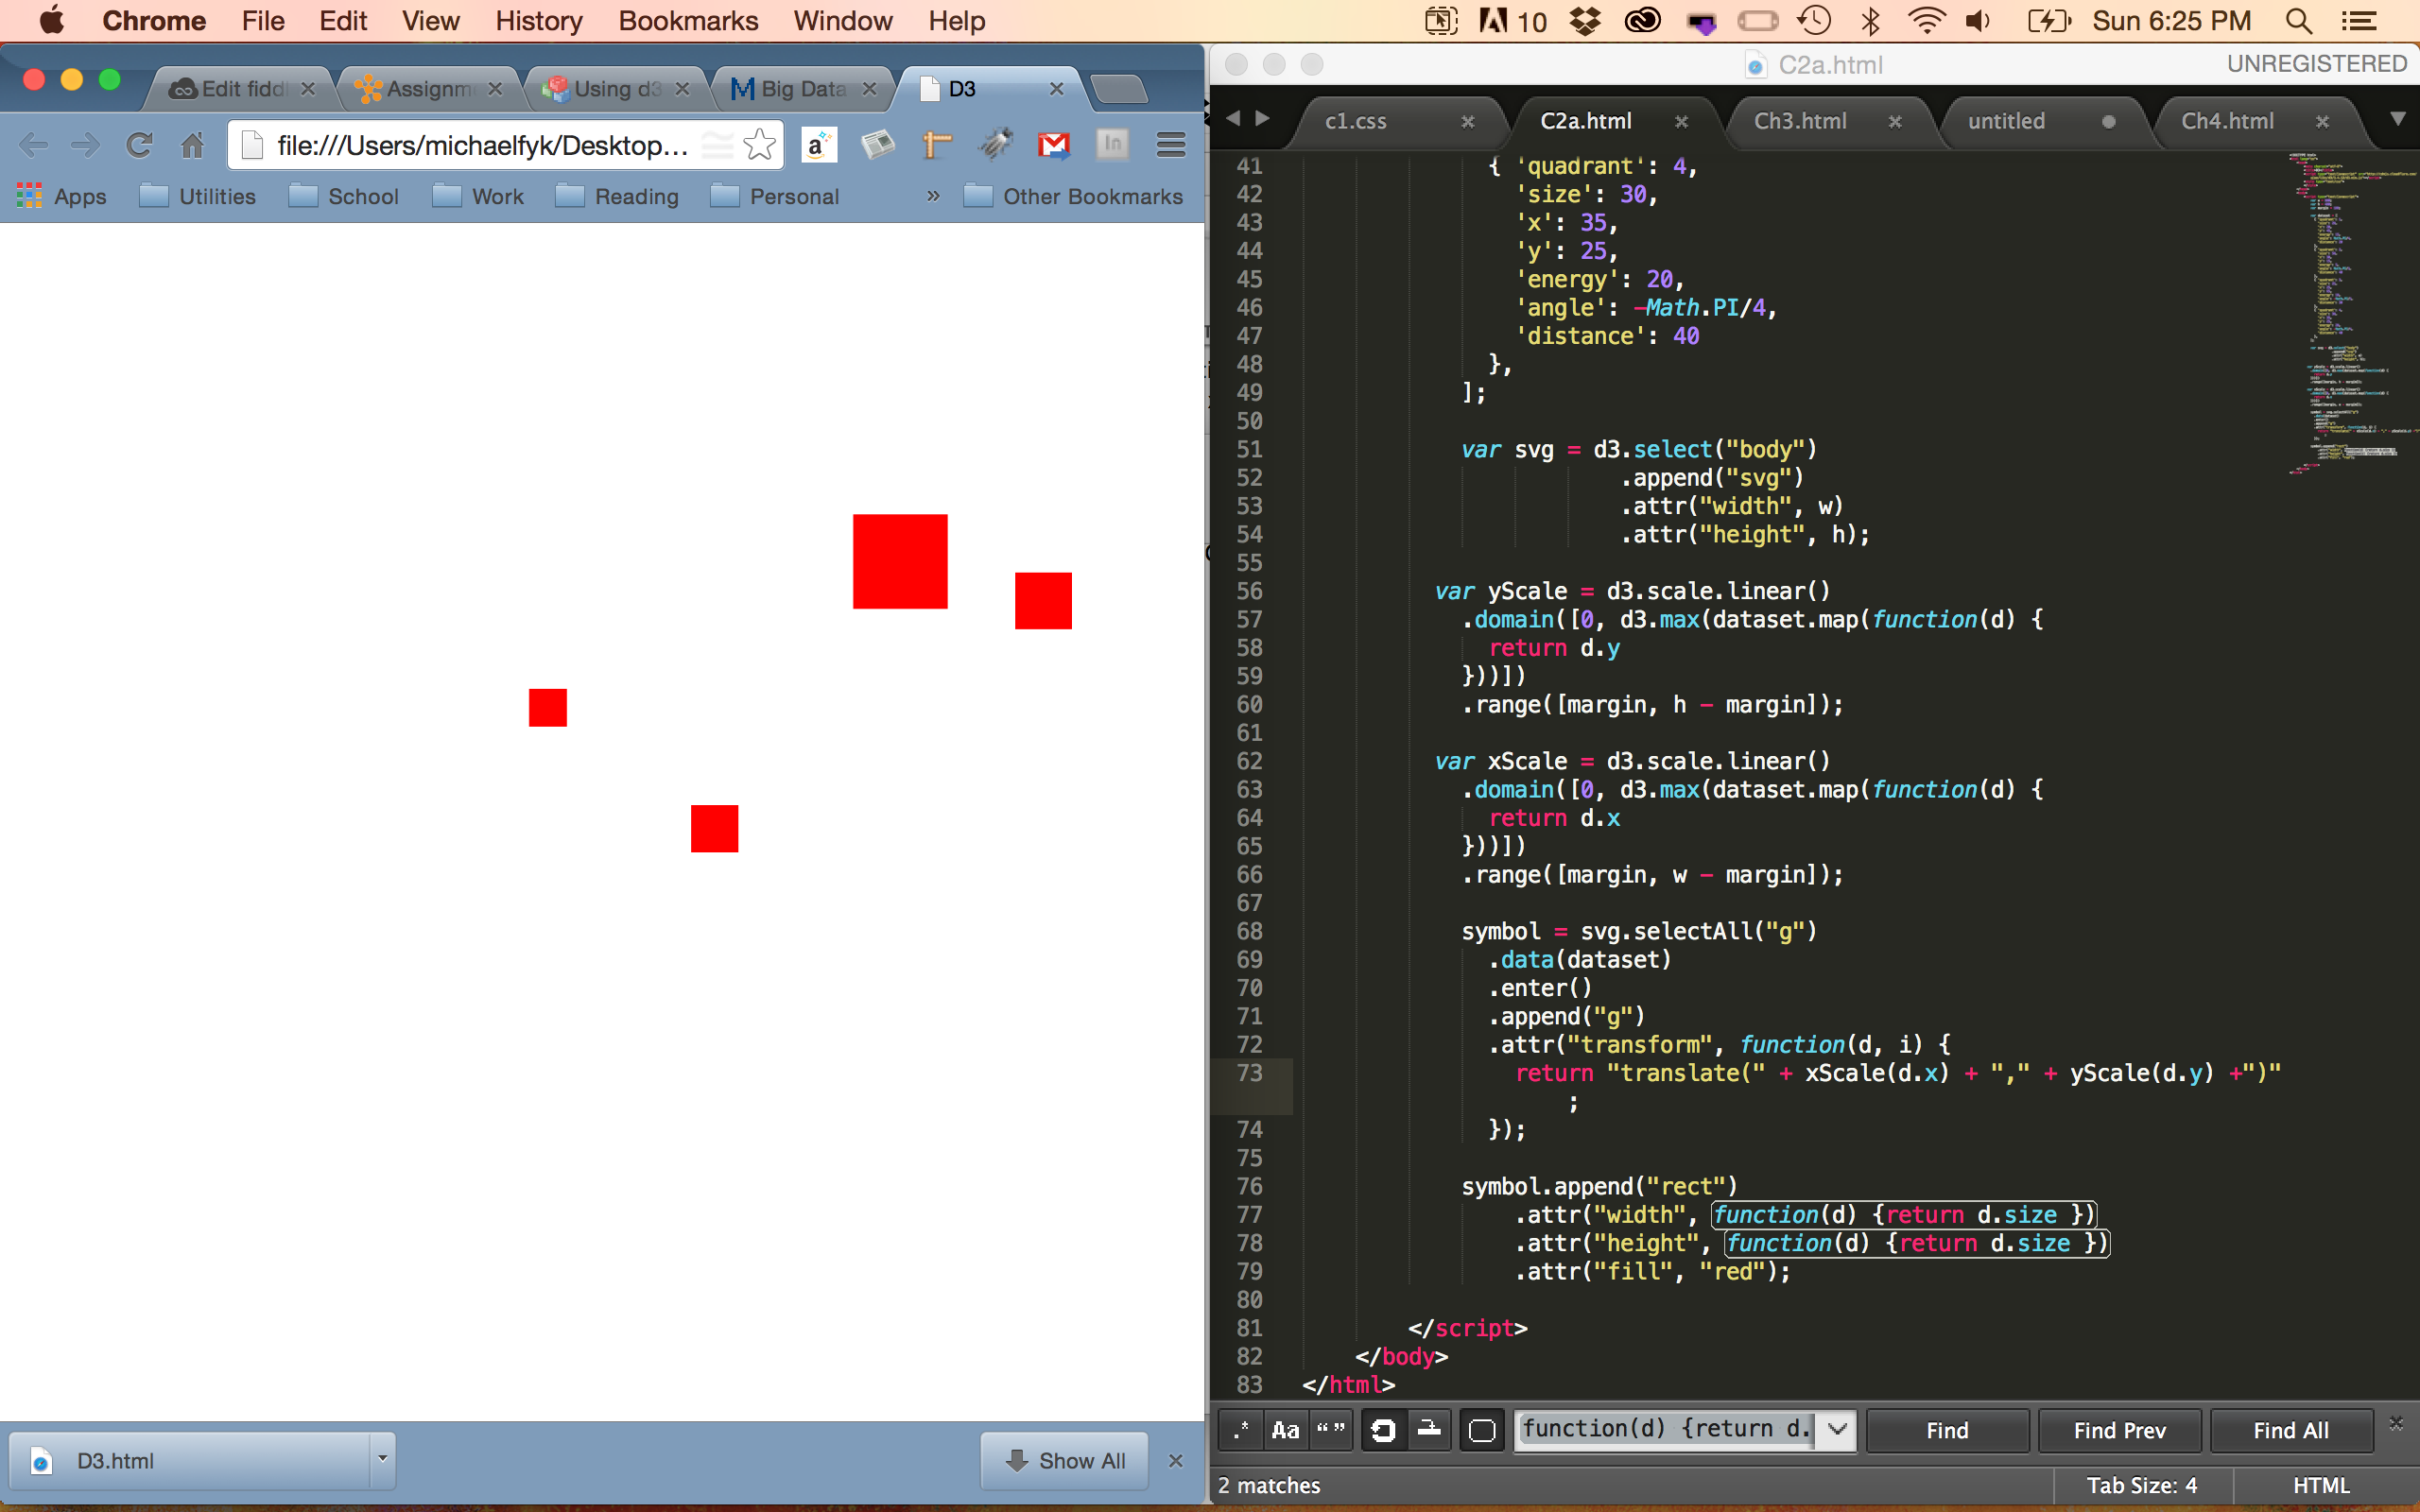 Chrome File Edit View History Bookmarks Window Help 10 Sun 6:25 PM
Edit fiddl Assignm Using d3 Big Data D3
file:///Users/michaelfyk/Desktop...
Apps Utilities School Work Reading Personal » Other Bookmarks
D3.html Show All
C2a.html UNREGISTERED
c1.css C2a.html Ch3.html untitled Ch4.html
41 { 'quadrant': 4,
42 'size': 30,
43 'x': 35,
44 'y': 25,
45 'energy': 20,
46 'angle': -Math.PI/4,
47 'distance': 40
48 },
49 ];
50
51 var svg = d3.select("body")
52 .append("svg")
53 .attr("width", w)
54 .attr("height", h);
55
56 var yScale = d3.scale.linear()
57 .domain([0, d3.max(dataset.map(function(d) {
58 return d.y
59 }))])
60 .range([margin, h - margin]);
61
62 var xScale = d3.scale.linear()
63 .domain([0, d3.max(dataset.map(function(d) {
64 return d.x
65 }))])
66 .range([margin, w - margin]);
67
68 symbol = svg.selectAll("g")
69 .data(dataset)
70 .enter()
71 .append("g")
72 .attr("transform", function(d, i) {
73 return "translate(" + xScale(d.x) + "," + yScale(d.y) +")"
;
74 });
75
76 symbol.append("rect")
77 .attr("width", function(d) {return d.size })
78 .attr("height", function(d) {return d.size })
79 .attr("fill", "red");
80
81 </script>
82 </body>
83 </html>
.* Aa “” function(d) {return d. Find Find Prev Find All
2 matches Tab Size: 4 HTML